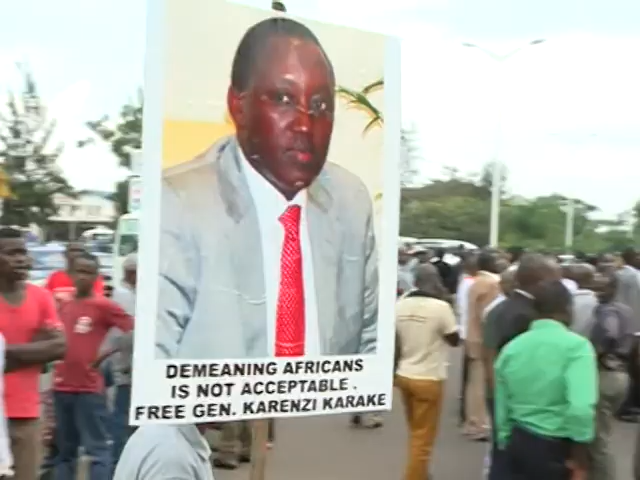 DEMEANING AFRICANS
IS NOT ACCEPTABLE.
FREE GEN. KARENZI KARAKE